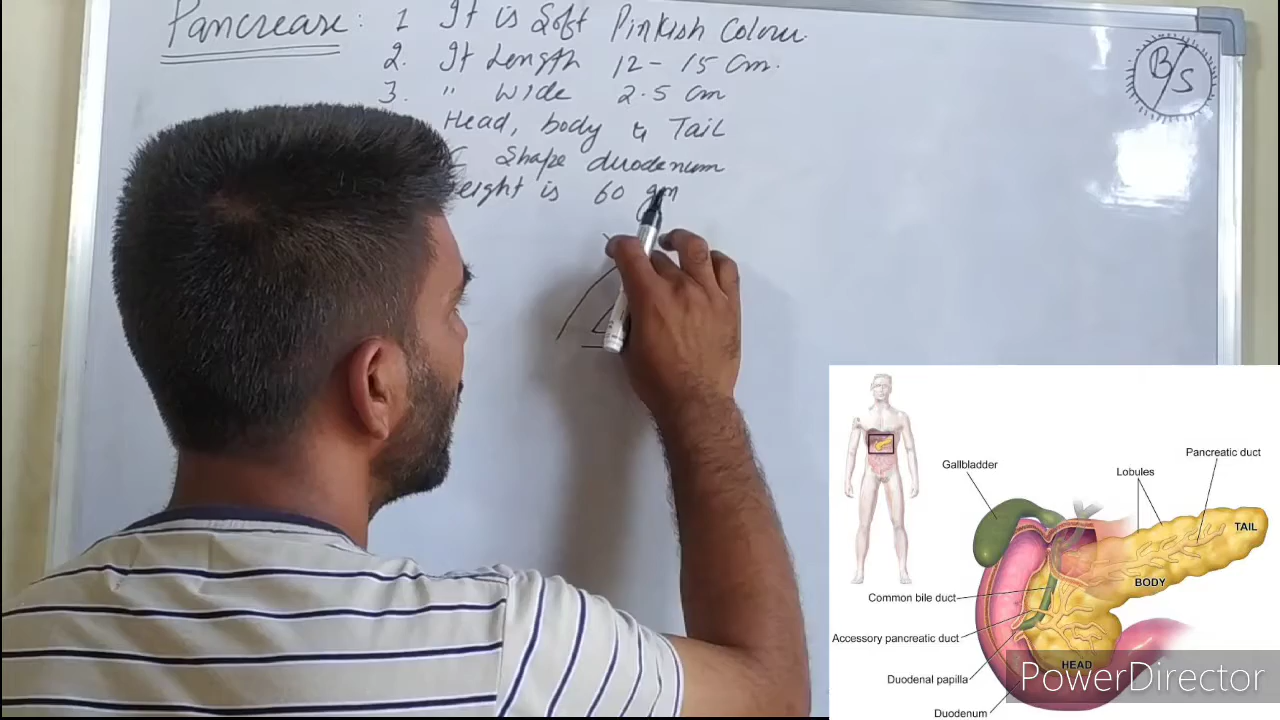 Pancrease : 1 It is Soft Pinkish Colour.
2. It Length 12 - 15 cm.
3. " wide 2.5 cm
Head, body & Tail
C Shape duodenum
eight is 60 gm
B/S
Gallbladder
Lobules
Pancreatic duct
TAIL
BODY
Common bile duct
Accessory pancreatic duct
HEAD
Duodenal papilla
Duodenum
PowerDirector